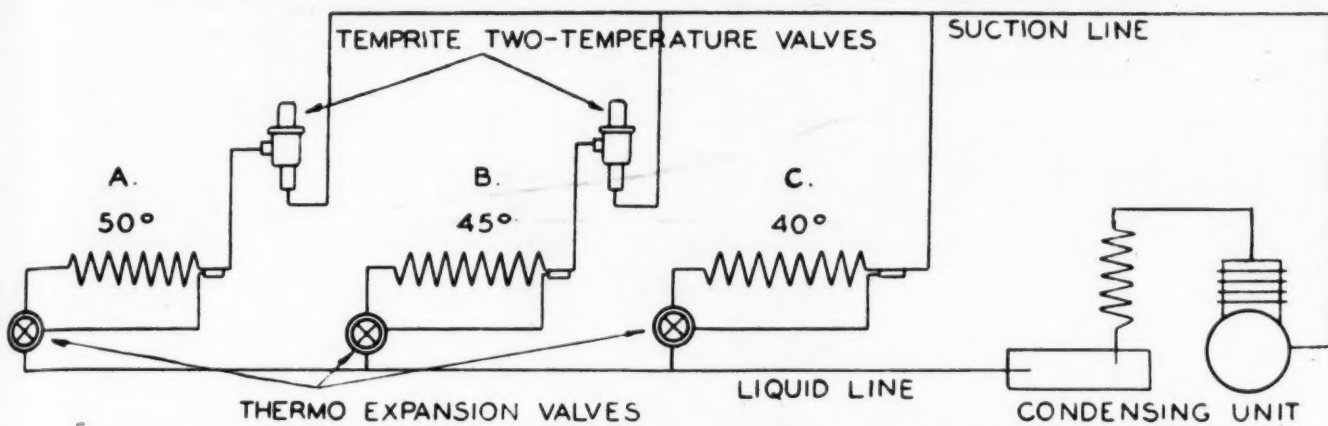 TEMPRITE TWO-TEMPERATURE VALVES
SUCTION LINE
A.
B.
C.
50°
45°
40°
LIQUID LINE
THERMO EXPANSION VALVES
CONDENSING UNIT